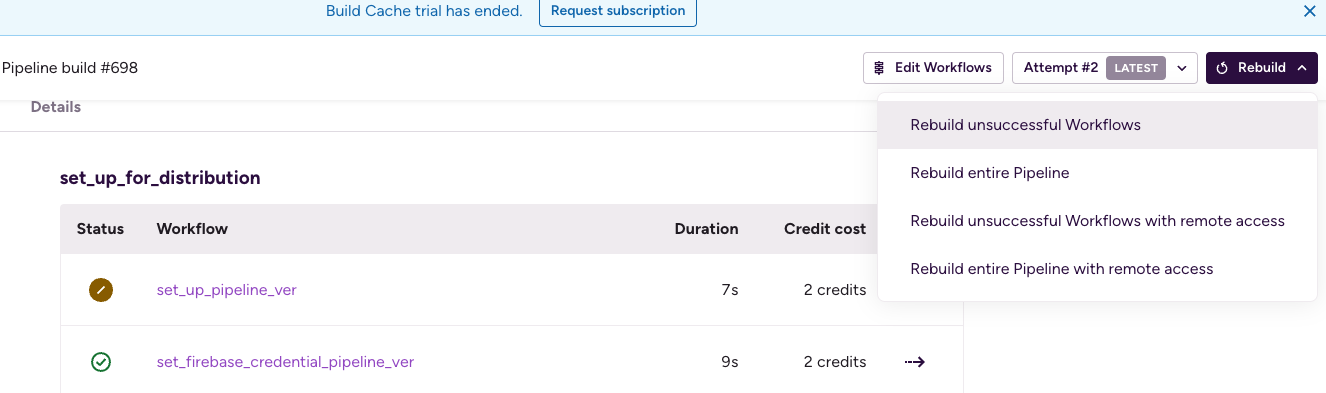 Build Cache trial has ended. Request subscription
Pipeline build #698 Edit Workflows Attempt #2 LATEST Rebuild
Details
Rebuild unsuccessful Workflows
Rebuild entire Pipeline
Rebuild unsuccessful Workflows with remote access
Rebuild entire Pipeline with remote access
set_up_for_distribution
Status Workflow Duration Credit cost
set_up_pipeline_ver 7s 2 credits
set_firebase_credential_pipeline_ver 9s 2 credits